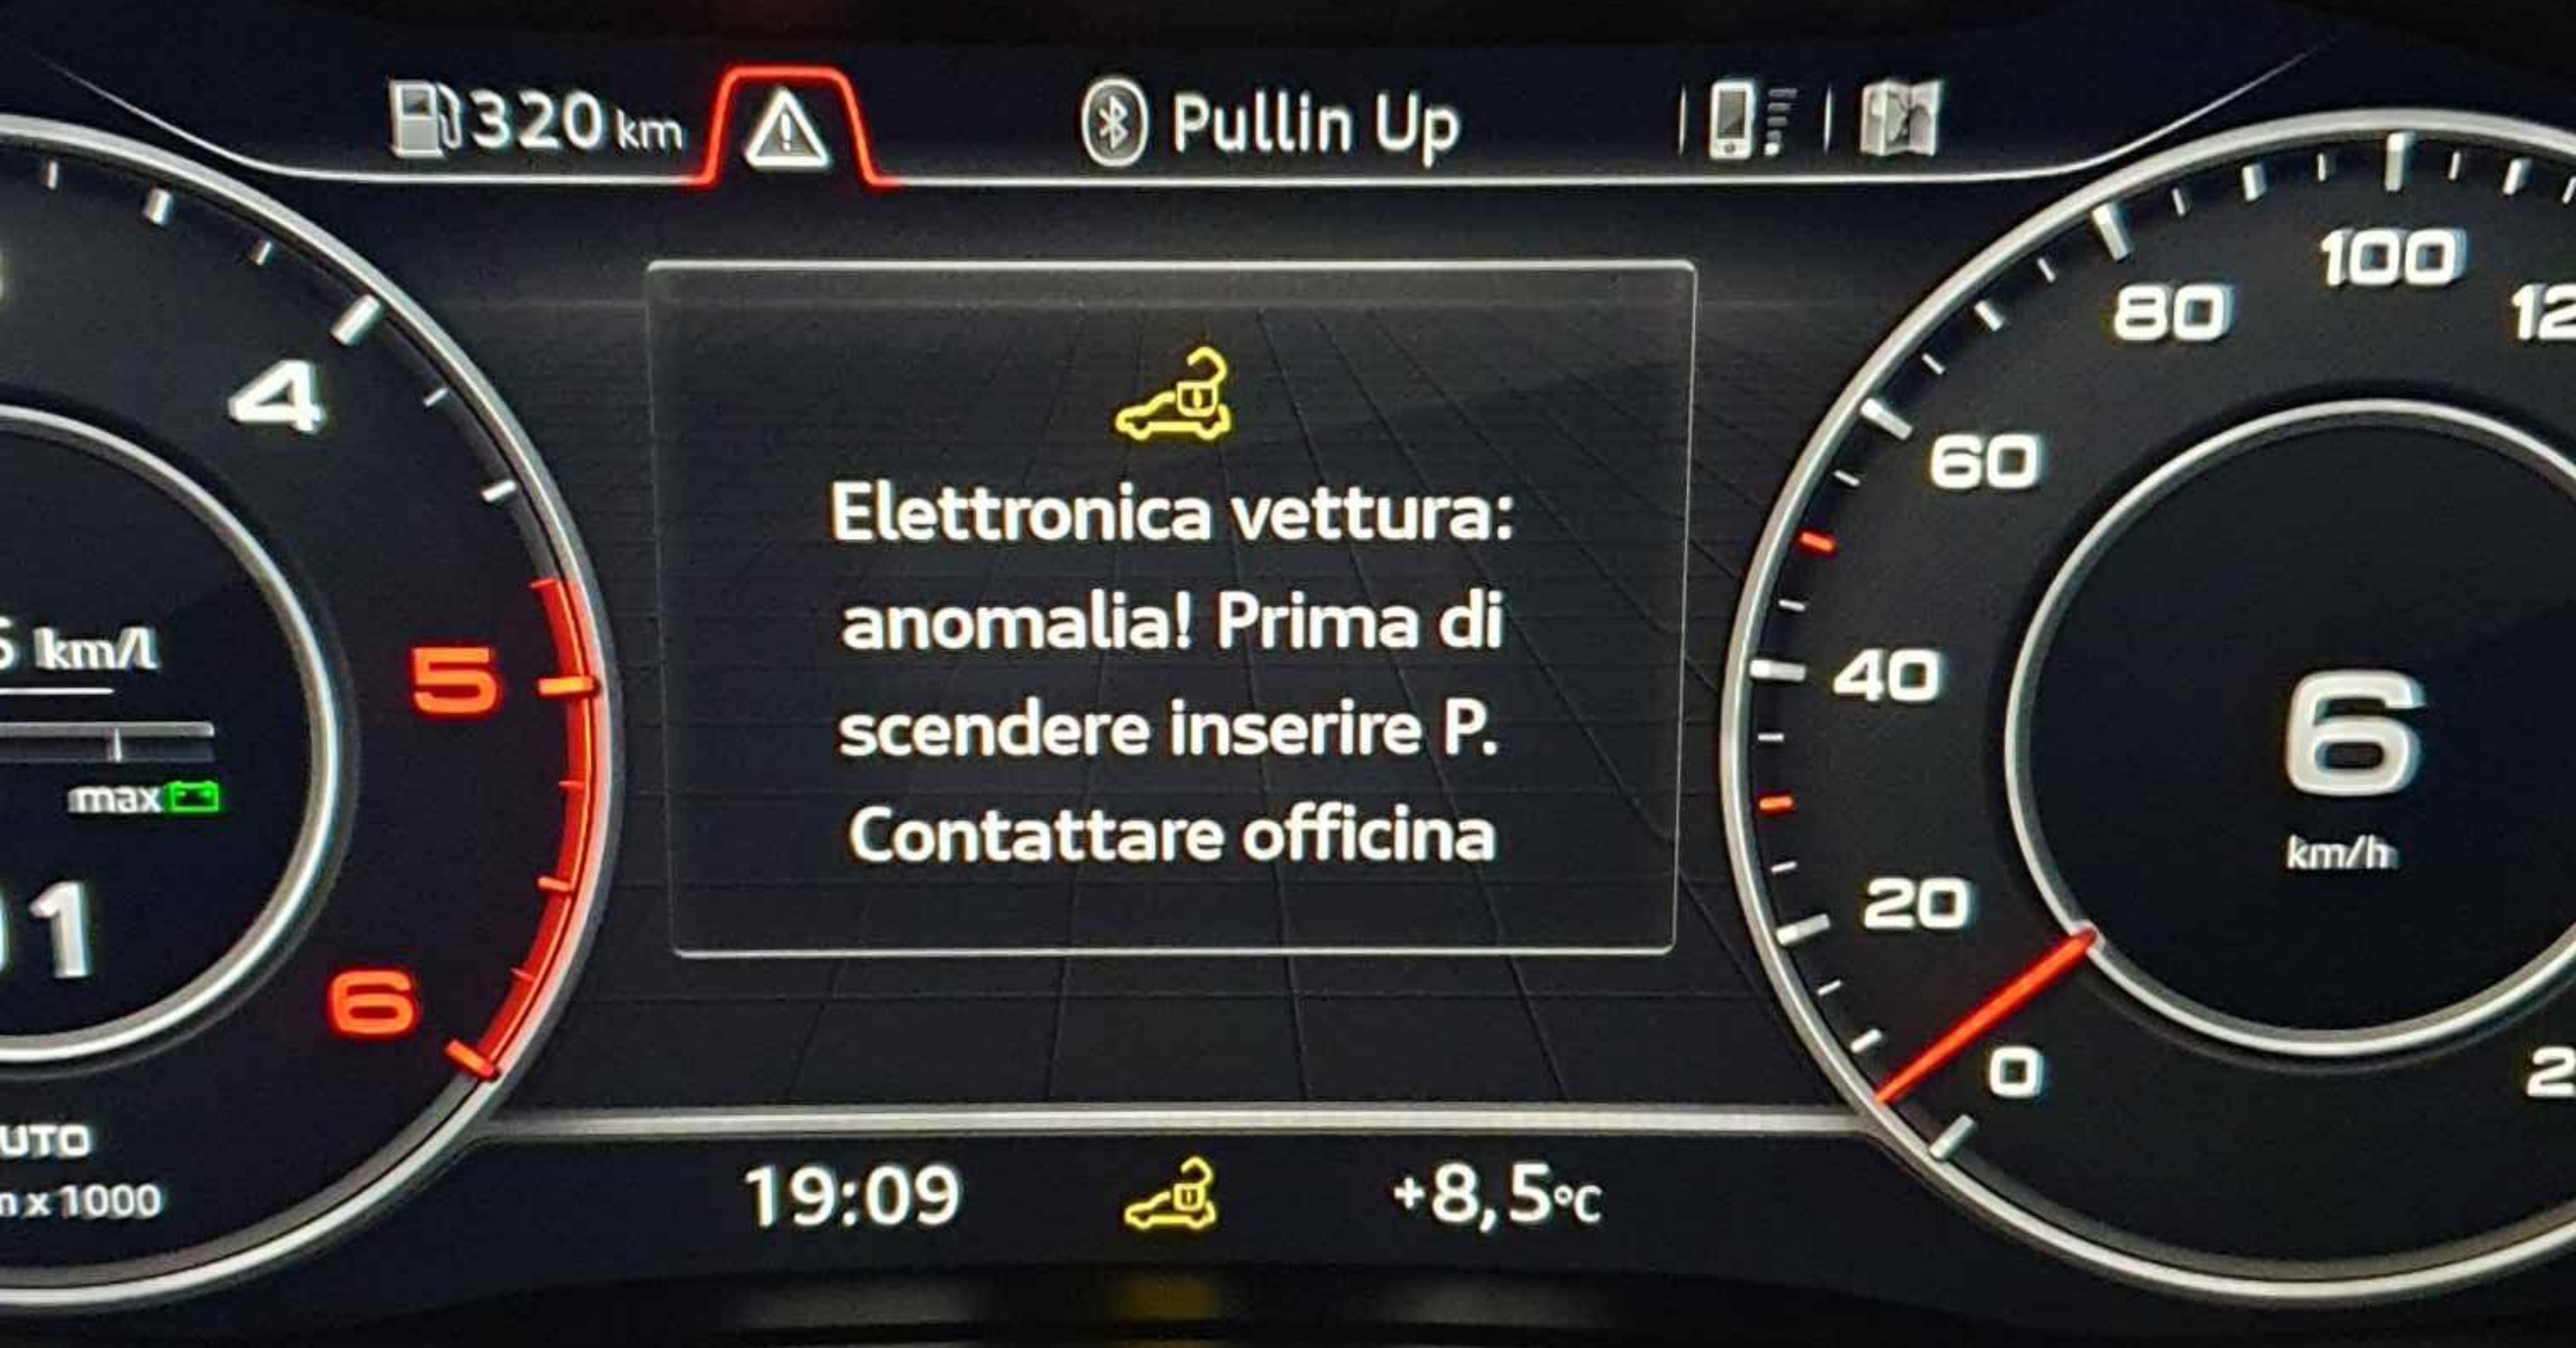 320 km
Pullin Up
4
5
6
km/l
max
1
x 1000
Elettronica vettura:
anomalia! Prima di
scendere inserire P.
Contattare officina
19:09
+8,5°C
100
80
60
40
20
0
6
km/h